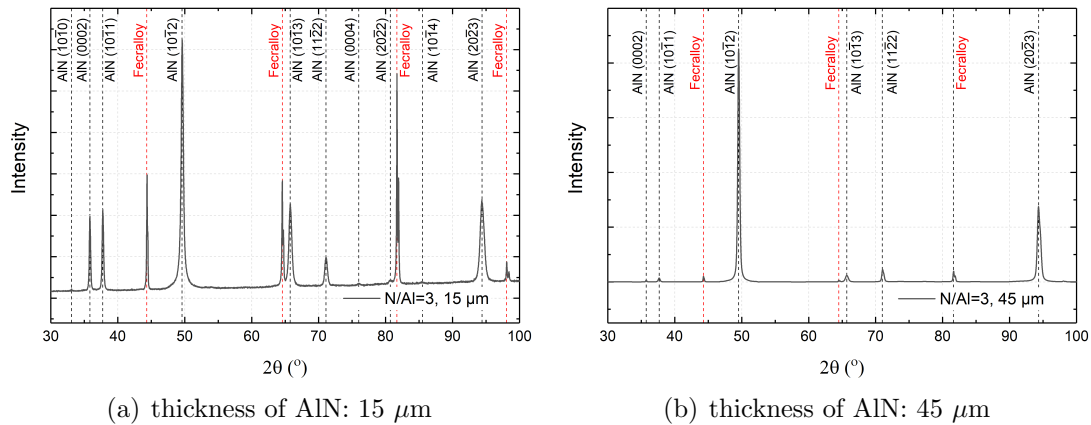 AlN (101̄0)
AlN (0002)
AlN (101̄1)
Fecralloy
AlN (101̄2)
Fecralloy
AlN (101̄3)
AlN (112̄2)
AlN (0004)
AlN (202̄2)
Fecralloy
AlN (101̄4)
AlN (202̄3)
Fecralloy
Intensity
N/Al=3, 15 μm
30 40 50 60 70 80 90 100
2θ (°)
(a) thickness of AlN: 15 μm
AlN (0002)
AlN (101̄1)
Fecralloy
AlN (101̄2)
Fecralloy
AlN (101̄3)
AlN (112̄2)
Fecralloy
AlN (202̄3)
Intensity
N/Al=3, 45 μm
30 40 50 60 70 80 90 100
2θ (°)
(b) thickness of AlN: 45 μm